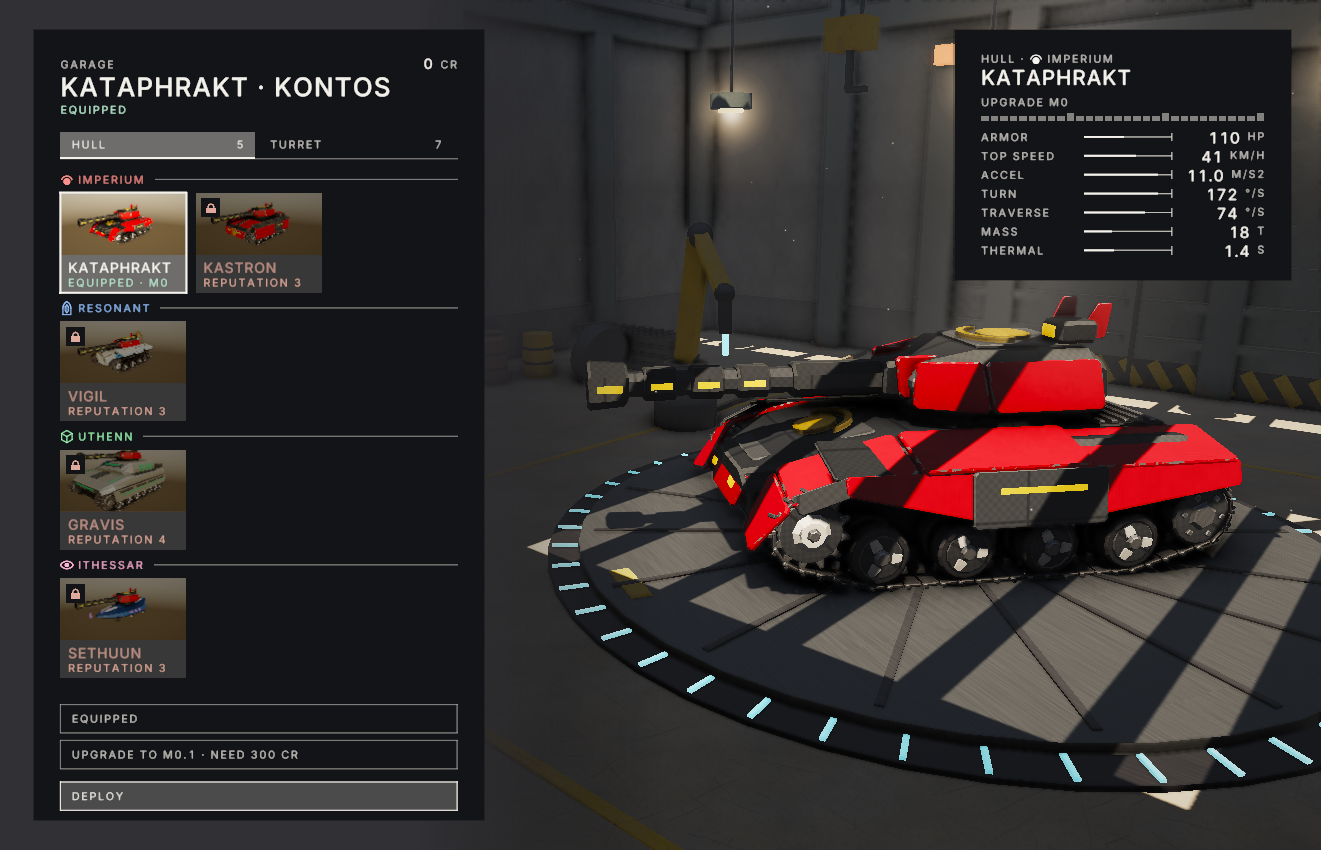 GARAGE
0 CR
KATAPHRAKT · KONTOS
EQUIPPED
HULL 5
TURRET 7
IMPERIUM
KATAPHRAKT
EQUIPPED · M0
KASTRON
REPUTATION 3
RESONANT
VIGIL
REPUTATION 3
UTHENN
GRAVIS
REPUTATION 4
ITHESSAR
SETHUUN
REPUTATION 3
EQUIPPED
UPGRADE TO M0.1 · NEED 300 CR
DEPLOY
HULL · IMPERIUM
KATAPHRAKT
UPGRADE M0
ARMOR 110 HP
TOP SPEED 41 KM/H
ACCEL 11.0 M/S2
TURN 172 °/S
TRAVERSE 74 °/S
MASS 18 T
THERMAL 1.4 S